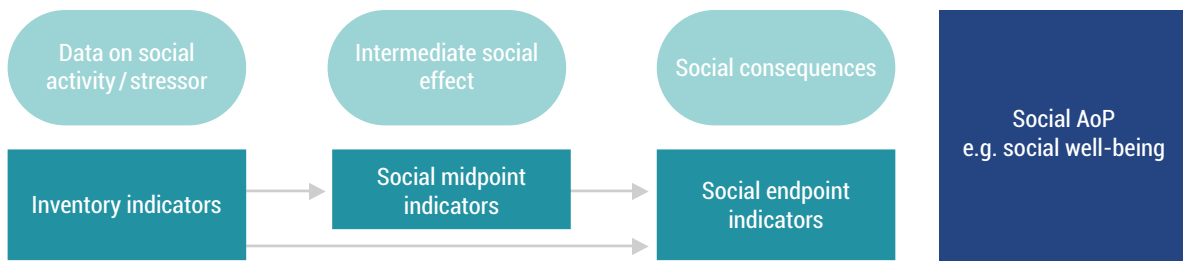 Data on social
activity / stressor
Intermediate social
effect
Social consequences
Social AoP
e.g. social well-being
Inventory indicators
Social midpoint
indicators
Social endpoint
indicators